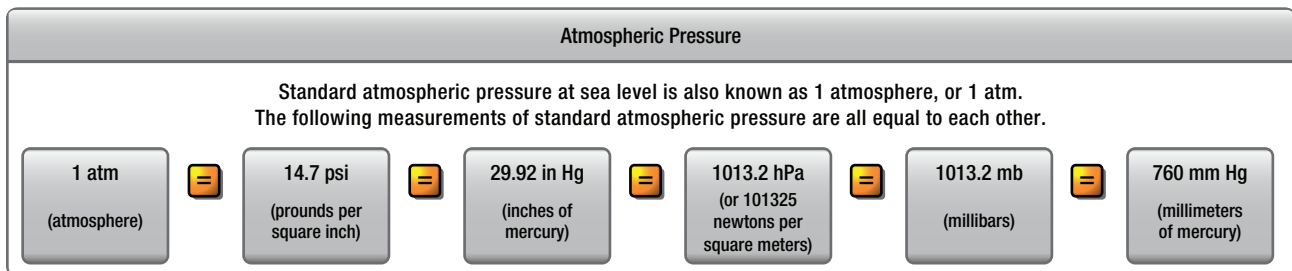 Atmospheric Pressure
Standard atmospheric pressure at sea level is also known as 1 atmosphere, or 1 atm.
The following measurements of standard atmospheric pressure are all equal to each other.
1 atm
(atmosphere)
=
14.7 psi
(prounds per
square inch)
=
29.92 in Hg
(inches of
mercury)
=
1013.2 hPa
(or 101325
newtons per
square meters)
=
1013.2 mb
(millibars)
=
760 mm Hg
(millimeters
of mercury)